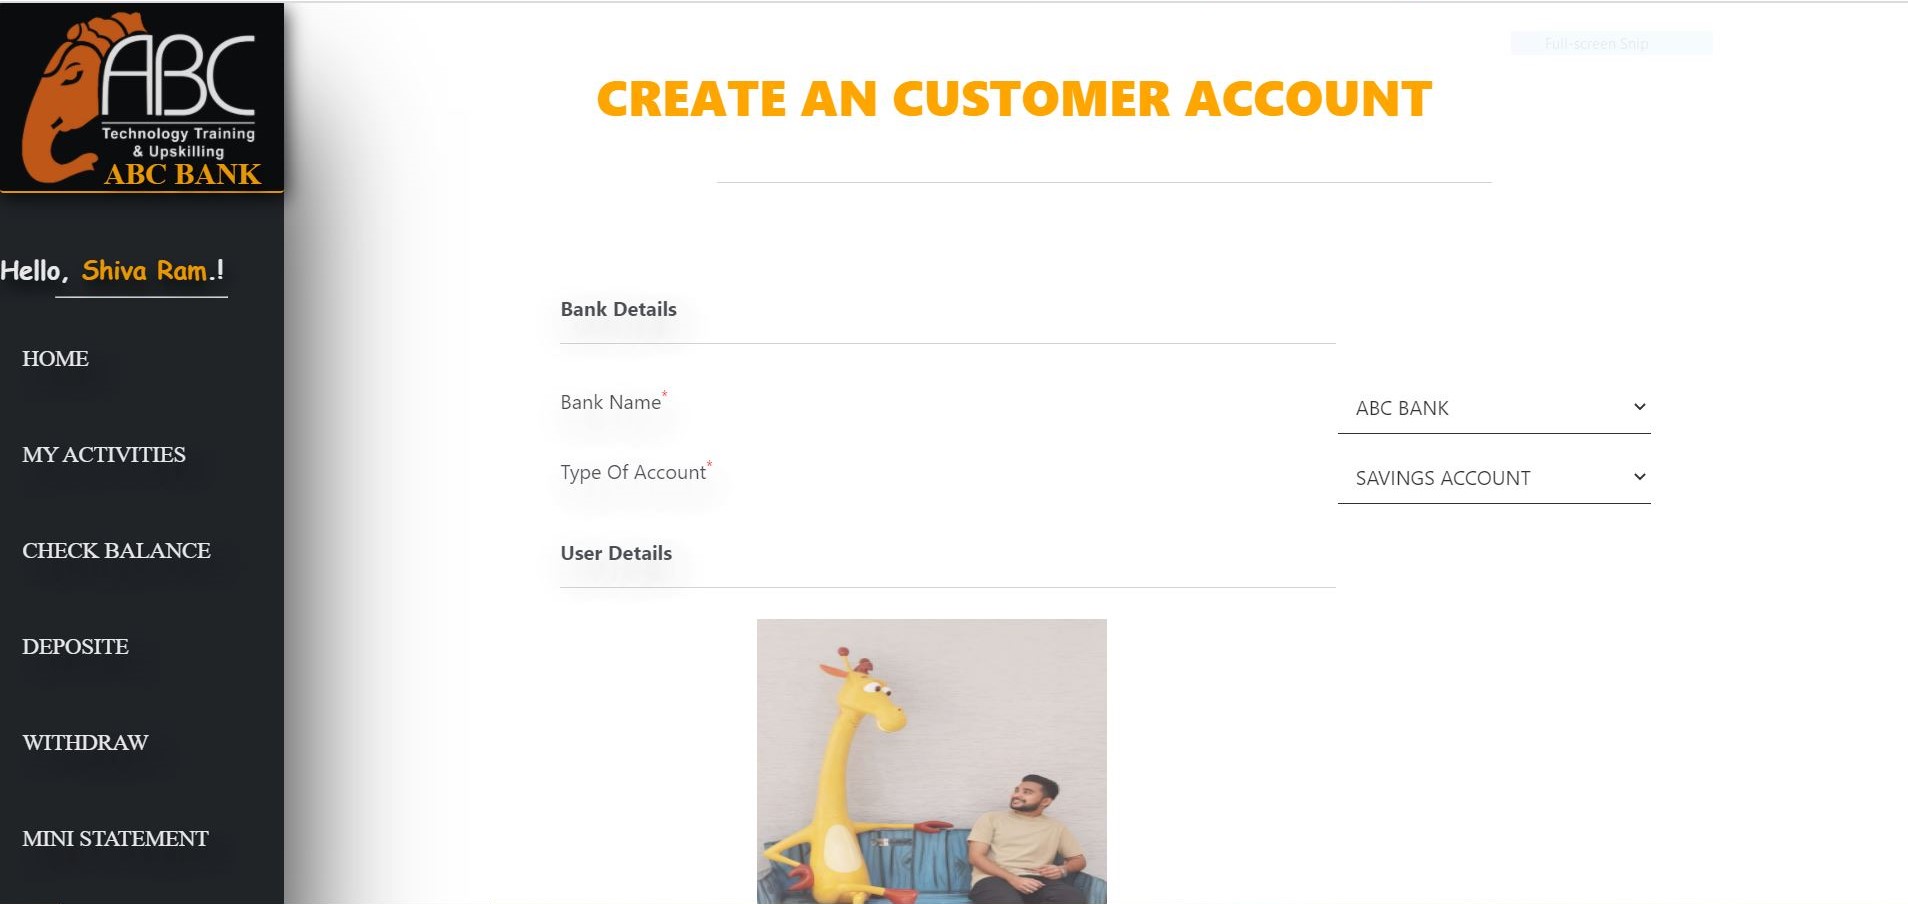 ABC
Technology Training
& Upskilling
ABC BANK
Hello, Shiva Ram.!
HOME
MY ACTIVITIES
CHECK BALANCE
DEPOSITE
WITHDRAW
MINI STATEMENT
Full-screen Snip
CREATE AN CUSTOMER ACCOUNT
Bank Details
Bank Name* ABC BANK
Type Of Account* SAVINGS ACCOUNT
User Details